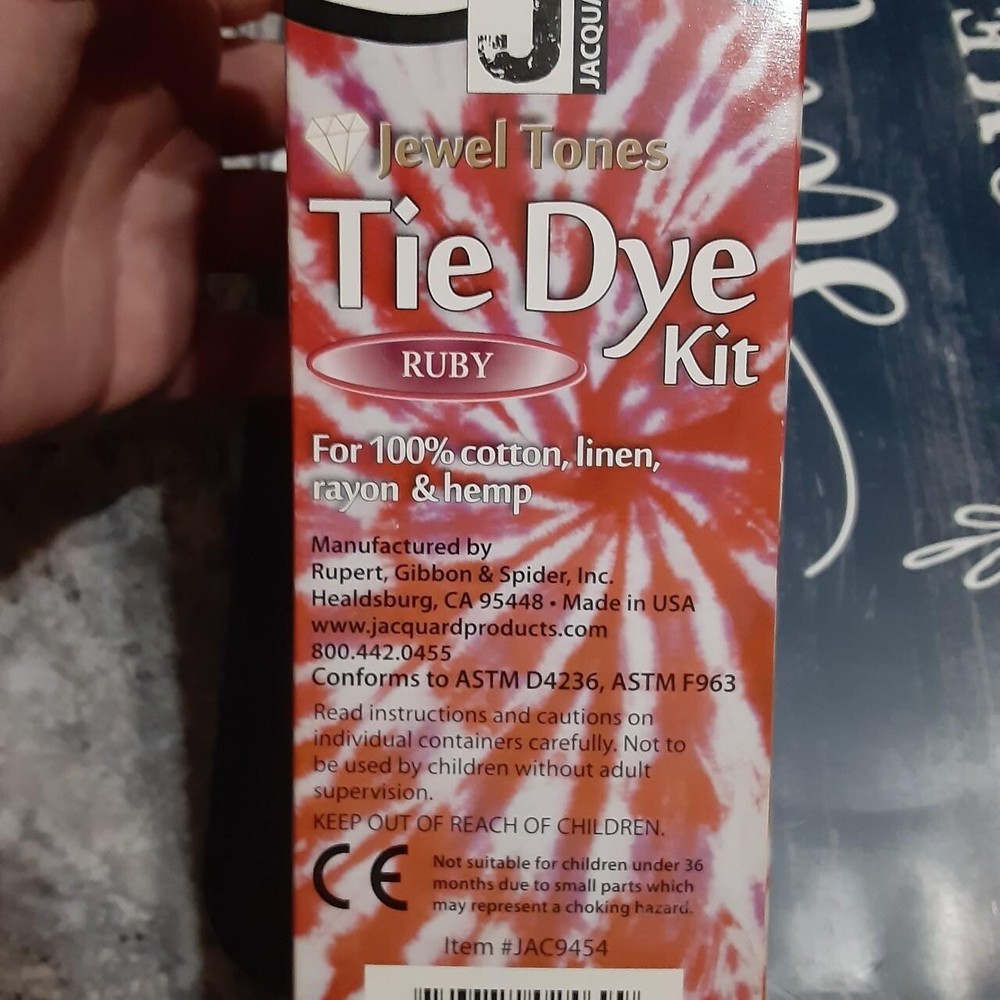 J
JACQUA
Jewel Tones
Tie Dye
Kit
RUBY
For 100% cotton, linen,
rayon & hemp
Manufactured by
Rupert, Gibbon & Spider, Inc.
Healdsburg, CA 95448 • Made in USA
www.jacquardproducts.com
800.442.0455
Conforms to ASTM D4236, ASTM F963
Read instructions and cautions on
individual containers carefully. Not to
be used by children without adult
supervision.
KEEP OUT OF REACH OF CHILDREN.
CE
Not suitable for children under 36
months due to small parts which
may represent a choking hazard.
Item #JAC9454